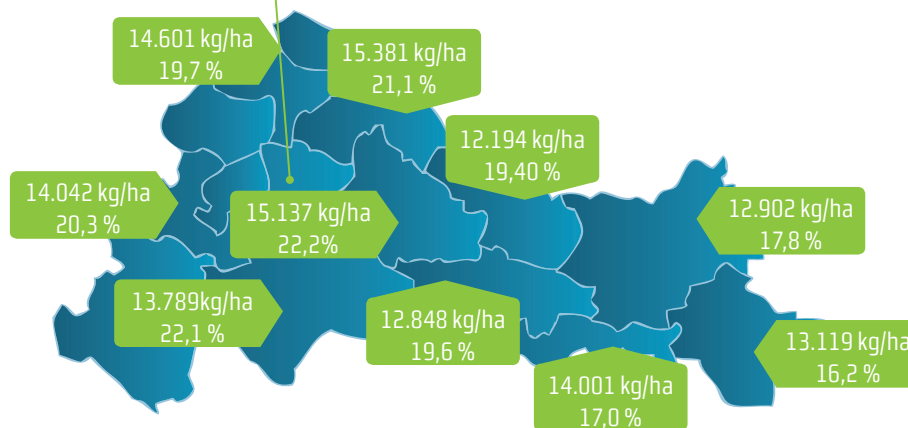 14.601 kg/ha
19,7 %
15.381 kg/ha
21,1 %
12.194 kg/ha
19,40 %
14.042 kg/ha
20,3 %
15.137 kg/ha
22,2%
12.902 kg/ha
17,8 %
13.789kg/ha
22,1 %
12.848 kg/ha
19,6 %
13.119 kg/ha
16,2 %
14.001 kg/ha
17,0 %